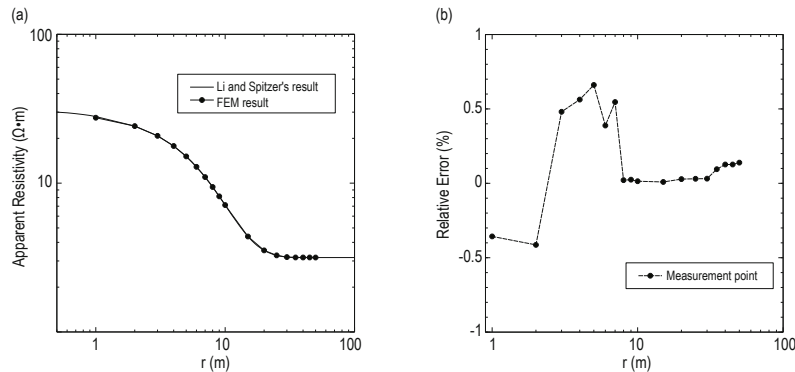 (a)
100
10
Apparent Resistivity (Ω•m)
Li and Spitzer's result
FEM result
1
10
100
r (m)
(b)
1
0.5
0
-0.5
-1
Relative Error (%)
Measurement point
1
10
100
r (m)